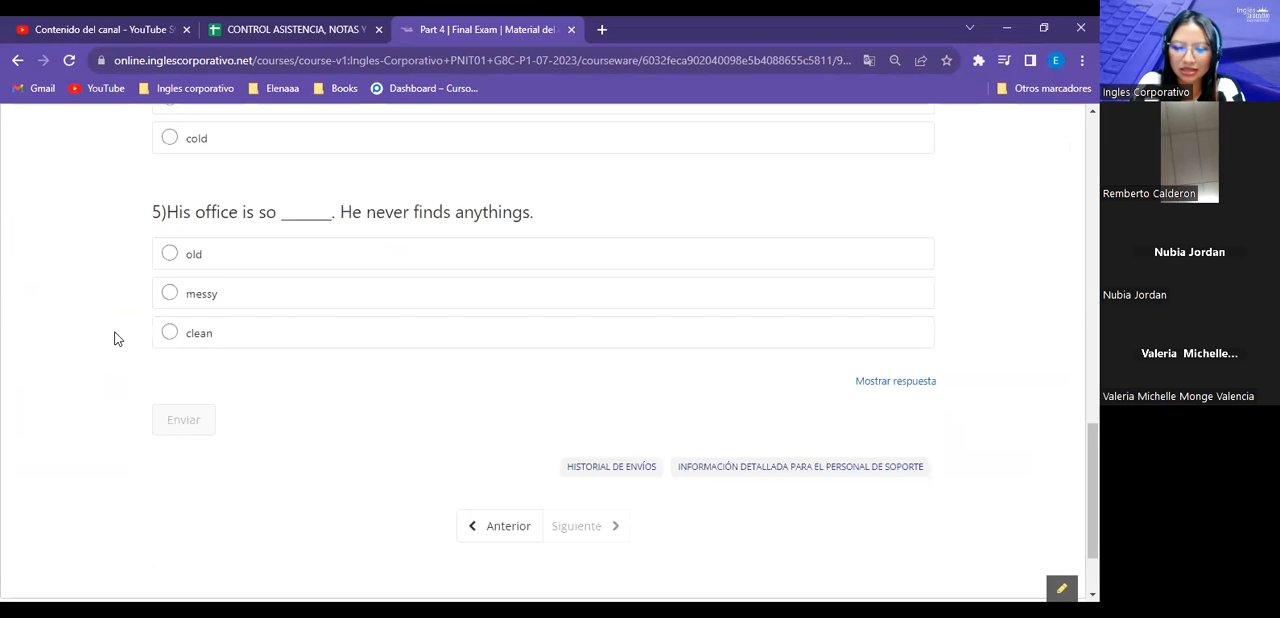 Contenido del canal - YouTube S
CONTROL ASISTENCIA, NOTAS Y
Part 4 | Final Exam | Material del
online.inglescorporativo.net/courses/course-v1:Ingles-Corporativo+PNIT01+G8C-P1-07-2023/courseware/6032feca902040098e5b4088655c5811/9...
E
Gmail
YouTube
Ingles corporativo
Elenaaa
Books
Dashboard – Curso...
Otros marcadores
cold
5)His office is so ______. He never finds anythings.
old
messy
clean
Mostrar respuesta
Enviar
HISTORIAL DE ENVÍOS
INFORMACIÓN DETALLADA PARA EL PERSONAL DE SOPORTE
Anterior
Siguiente
Ingles Corporativo
Remberto Calderon
Nubia Jordan
Nubia Jordan
Valeria Michelle...
Valeria Michelle Monge Valencia